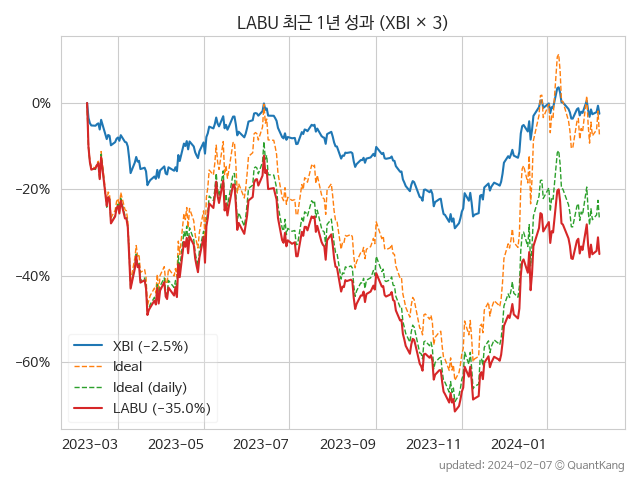 LABU 최근 1년 성과 (XBI × 3)
0%
−20%
−40%
−60%
XBI (−2.5%)
Ideal
Ideal (daily)
LABU (−35.0%)
2023-03
2023-05
2023-07
2023-09
2023-11
2024-01
updated: 2024-02-07 © QuantKang